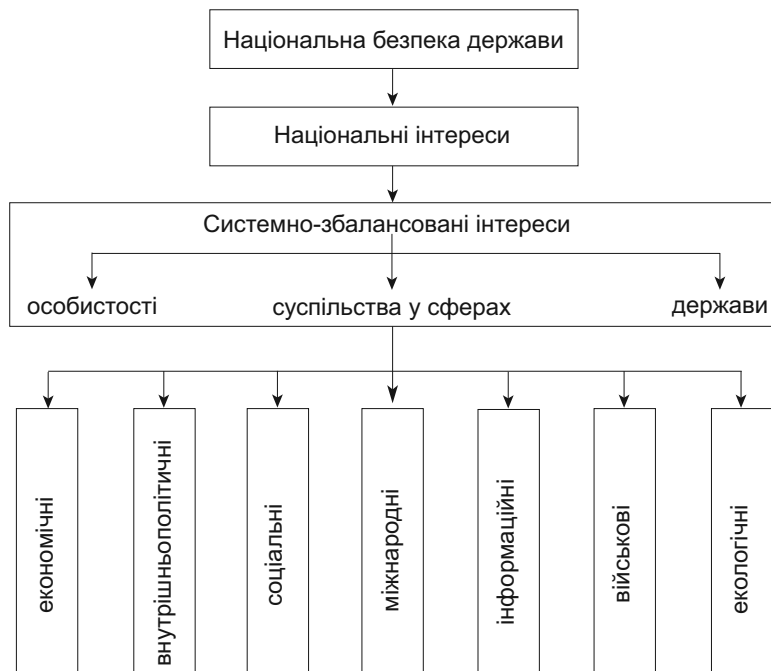 Національна безпека держави
Національні інтереси
Системно-збалансовані інтереси
особистості
суспільства у сферах
держави
економічні
внутрішньополітичні
соціальні
міжнародні
інформаційні
військові
екологічні